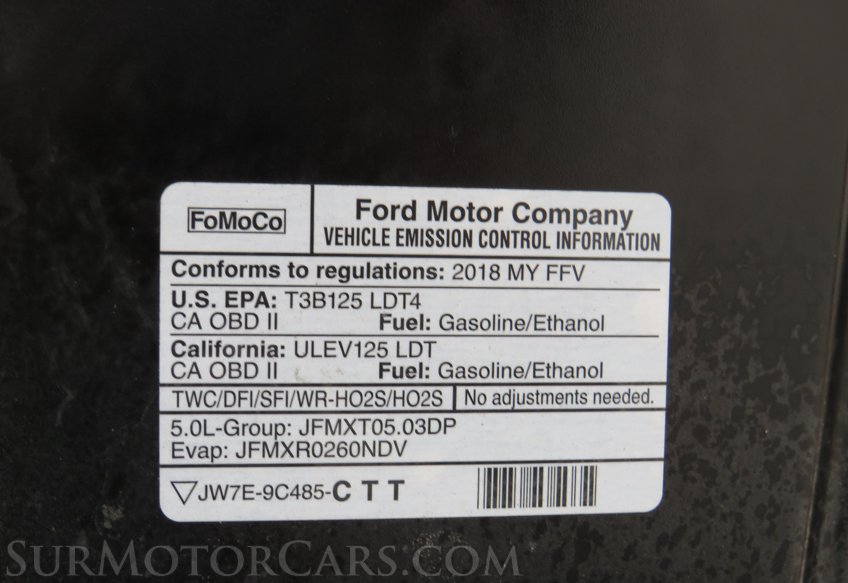 FoMoCo
Ford Motor Company
VEHICLE EMISSION CONTROL INFORMATION
Conforms to regulations: 2018 MY FFV
U.S. EPA: T3B125 LDT4
CA OBD II Fuel: Gasoline/Ethanol
California: ULEV125 LDT
CA OBD II Fuel: Gasoline/Ethanol
TWC/DFI/SFI/WR-HO2S/HO2S No adjustments needed.
5.0L-Group: JFMXT05.03DP
Evap: JFMXR0260NDV
JW7E-9C485-C T T
SurMotorCars.com